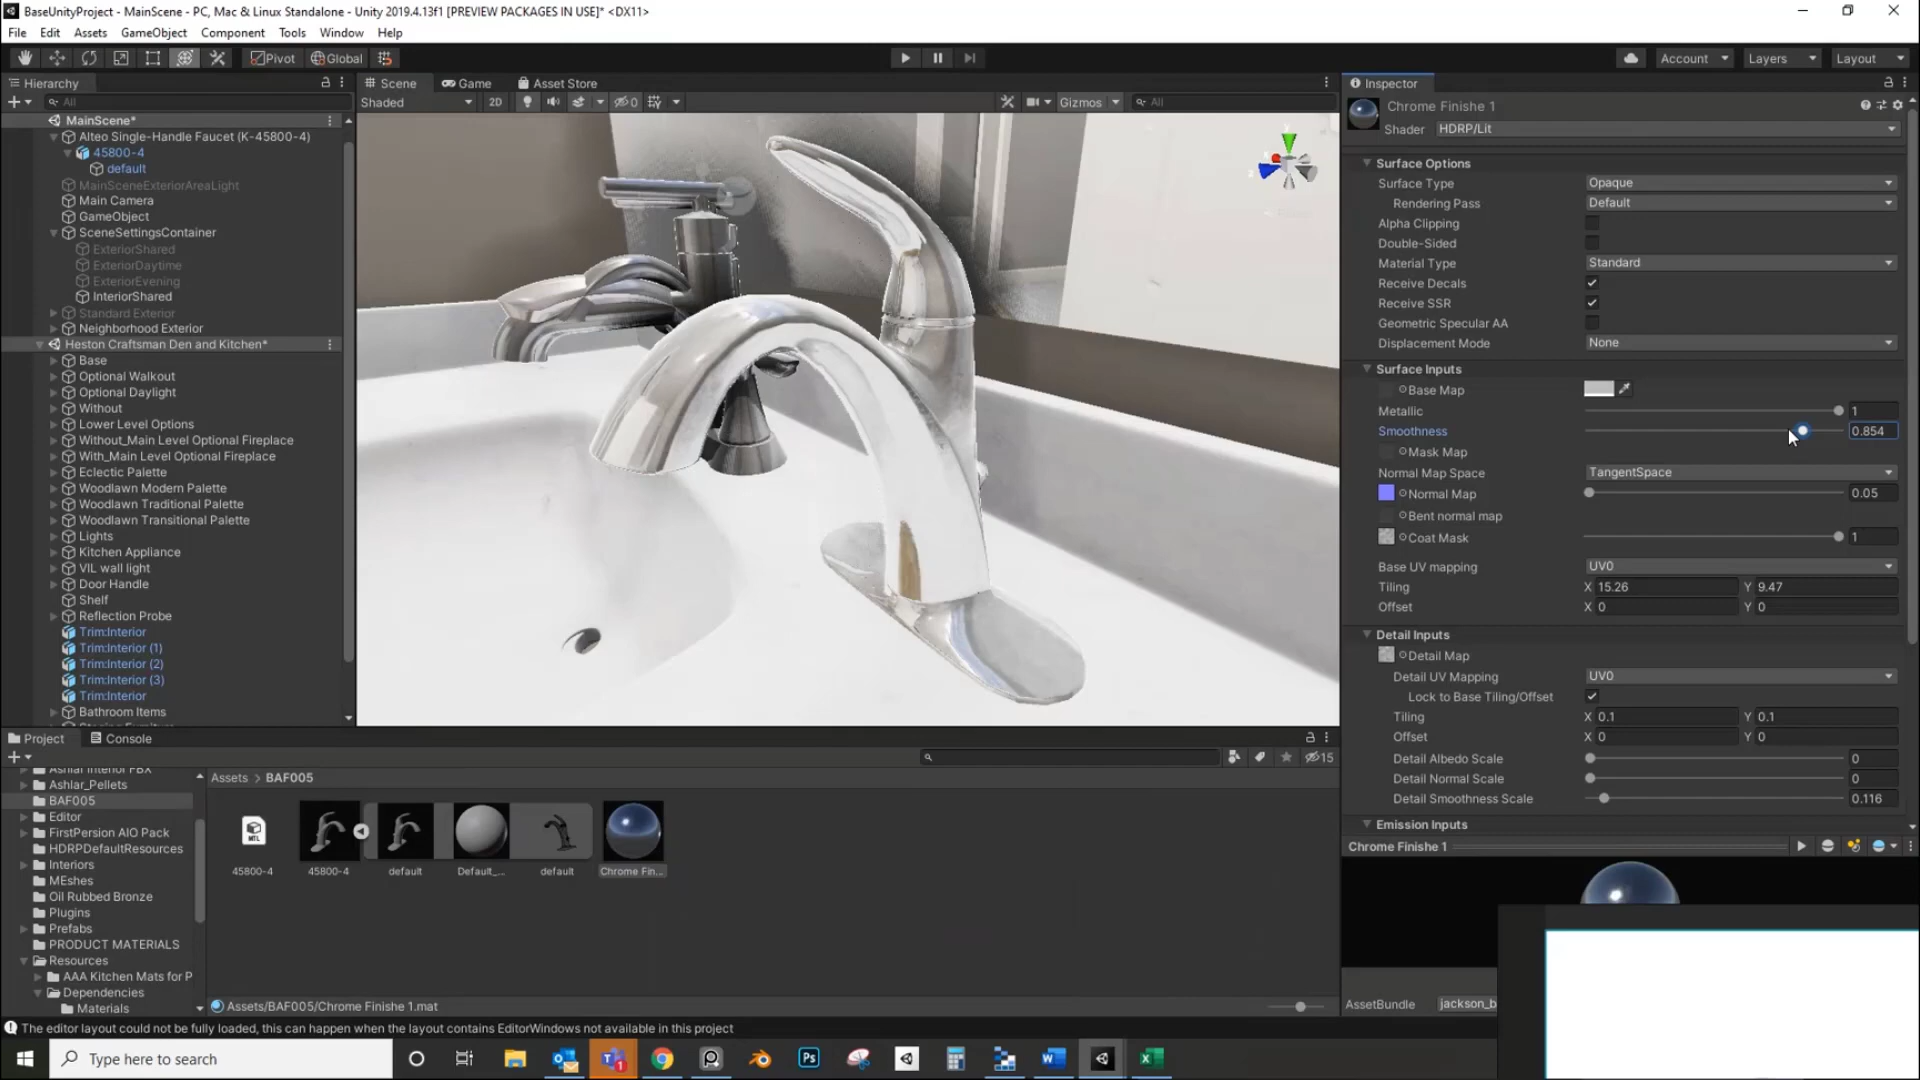 BaseUnityProject - MainScene - PC, Mac & Linux Standalone - Unity 2019.4.13f1 [PREVIEW PACKAGES IN USE]* <DX11>
File Edit Assets GameObject Component Tools Window Help
Pivot Global Account Layers Layout
Hierarchy
All
MainScene*
Alteo Single-Handle Faucet (K-45800-4)
45800-4
default
MainSceneExteriorAreaLight
Main Camera
GameObject
SceneSettingsContainer
ExteriorShared
ExteriorDaytime
ExteriorEvening
InteriorShared
Standard Exterior
Neighborhood Exterior
Heston Craftsman Den and Kitchen*
Base
Optional Walkout
Optional Daylight
Without
Lower Level Options
Without_Main Level Optional Fireplace
With_Main Level Optional Fireplace
Eclectic Palette
Woodlawn Modern Palette
Woodlawn Traditional Palette
Woodlawn Transitional Palette
Lights
Kitchen Appliance
VIL wall light
Door Handle
Shelf
Reflection Probe
Trim:Interior
Trim:Interior (1)
Trim:Interior (2)
Trim:Interior (3)
Trim:Interior
Bathroom Items
Scene Game Asset Store
Shaded 2D 0 Gizmos All
Inspector
Chrome Finishe 1
Shader HDRP/Lit
Surface Options
Surface Type Opaque
Rendering Pass Default
Alpha Clipping
Double-Sided
Material Type Standard
Receive Decals
Receive SSR
Geometric Specular AA
Displacement Mode None
Surface Inputs
Base Map
Metallic 1
Smoothness 0.854
Mask Map
Normal Map Space TangentSpace
Normal Map 0.05
Bent normal map
Coat Mask 1
Base UV mapping UV0
Tiling X 15.26 Y 9.47
Offset X 0 Y 0
Detail Inputs
Detail Map
Detail UV Mapping UV0
Lock to Base Tiling/Offset
Tiling X 0.1 Y 0.1
Offset X 0 Y 0
Detail Albedo Scale 0
Detail Normal Scale 0
Detail Smoothness Scale 0.116
Emission Inputs
Chrome Finishe 1
AssetBundle jackson_b
Project Console
15
Ashlar Interior FBX
Ashlar_Pellets
BAF005
Editor
FirstPersion AIO Pack
HDRPDefaultResources
Interiors
MEshes
Oil Rubbed Bronze
Plugins
Prefabs
PRODUCT MATERIALS
Resources
AAA Kitchen Mats for P
Dependencies
Materials
Assets > BAF005
MTL
45800-4 45800-4 default Default_... default Chrome Fin...
Assets/BAF005/Chrome Finishe 1.mat
The editor layout could not be fully loaded, this can happen when the layout contains EditorWindows not available in this project
Type here to search